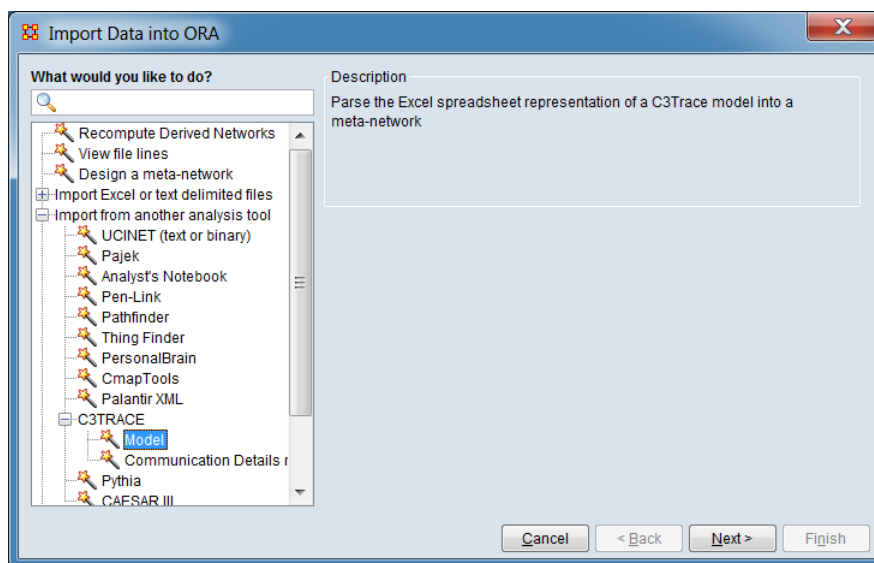 Import Data into ORA
What would you like to do?
Recompute Derived Networks
View file lines
Design a meta-network
Import Excel or text delimited files
Import from another analysis tool
UCINET (text or binary)
Pajek
Analyst's Notebook
Pen-Link
Pathfinder
Thing Finder
PersonalBrain
CmapTools
Palantir XML
C3TRACE
Model
Communication Details r
Pythia
CAESAR III
Description
Parse the Excel spreadsheet representation of a C3Trace model into a
meta-network
Cancel
< Back
Next >
Finish